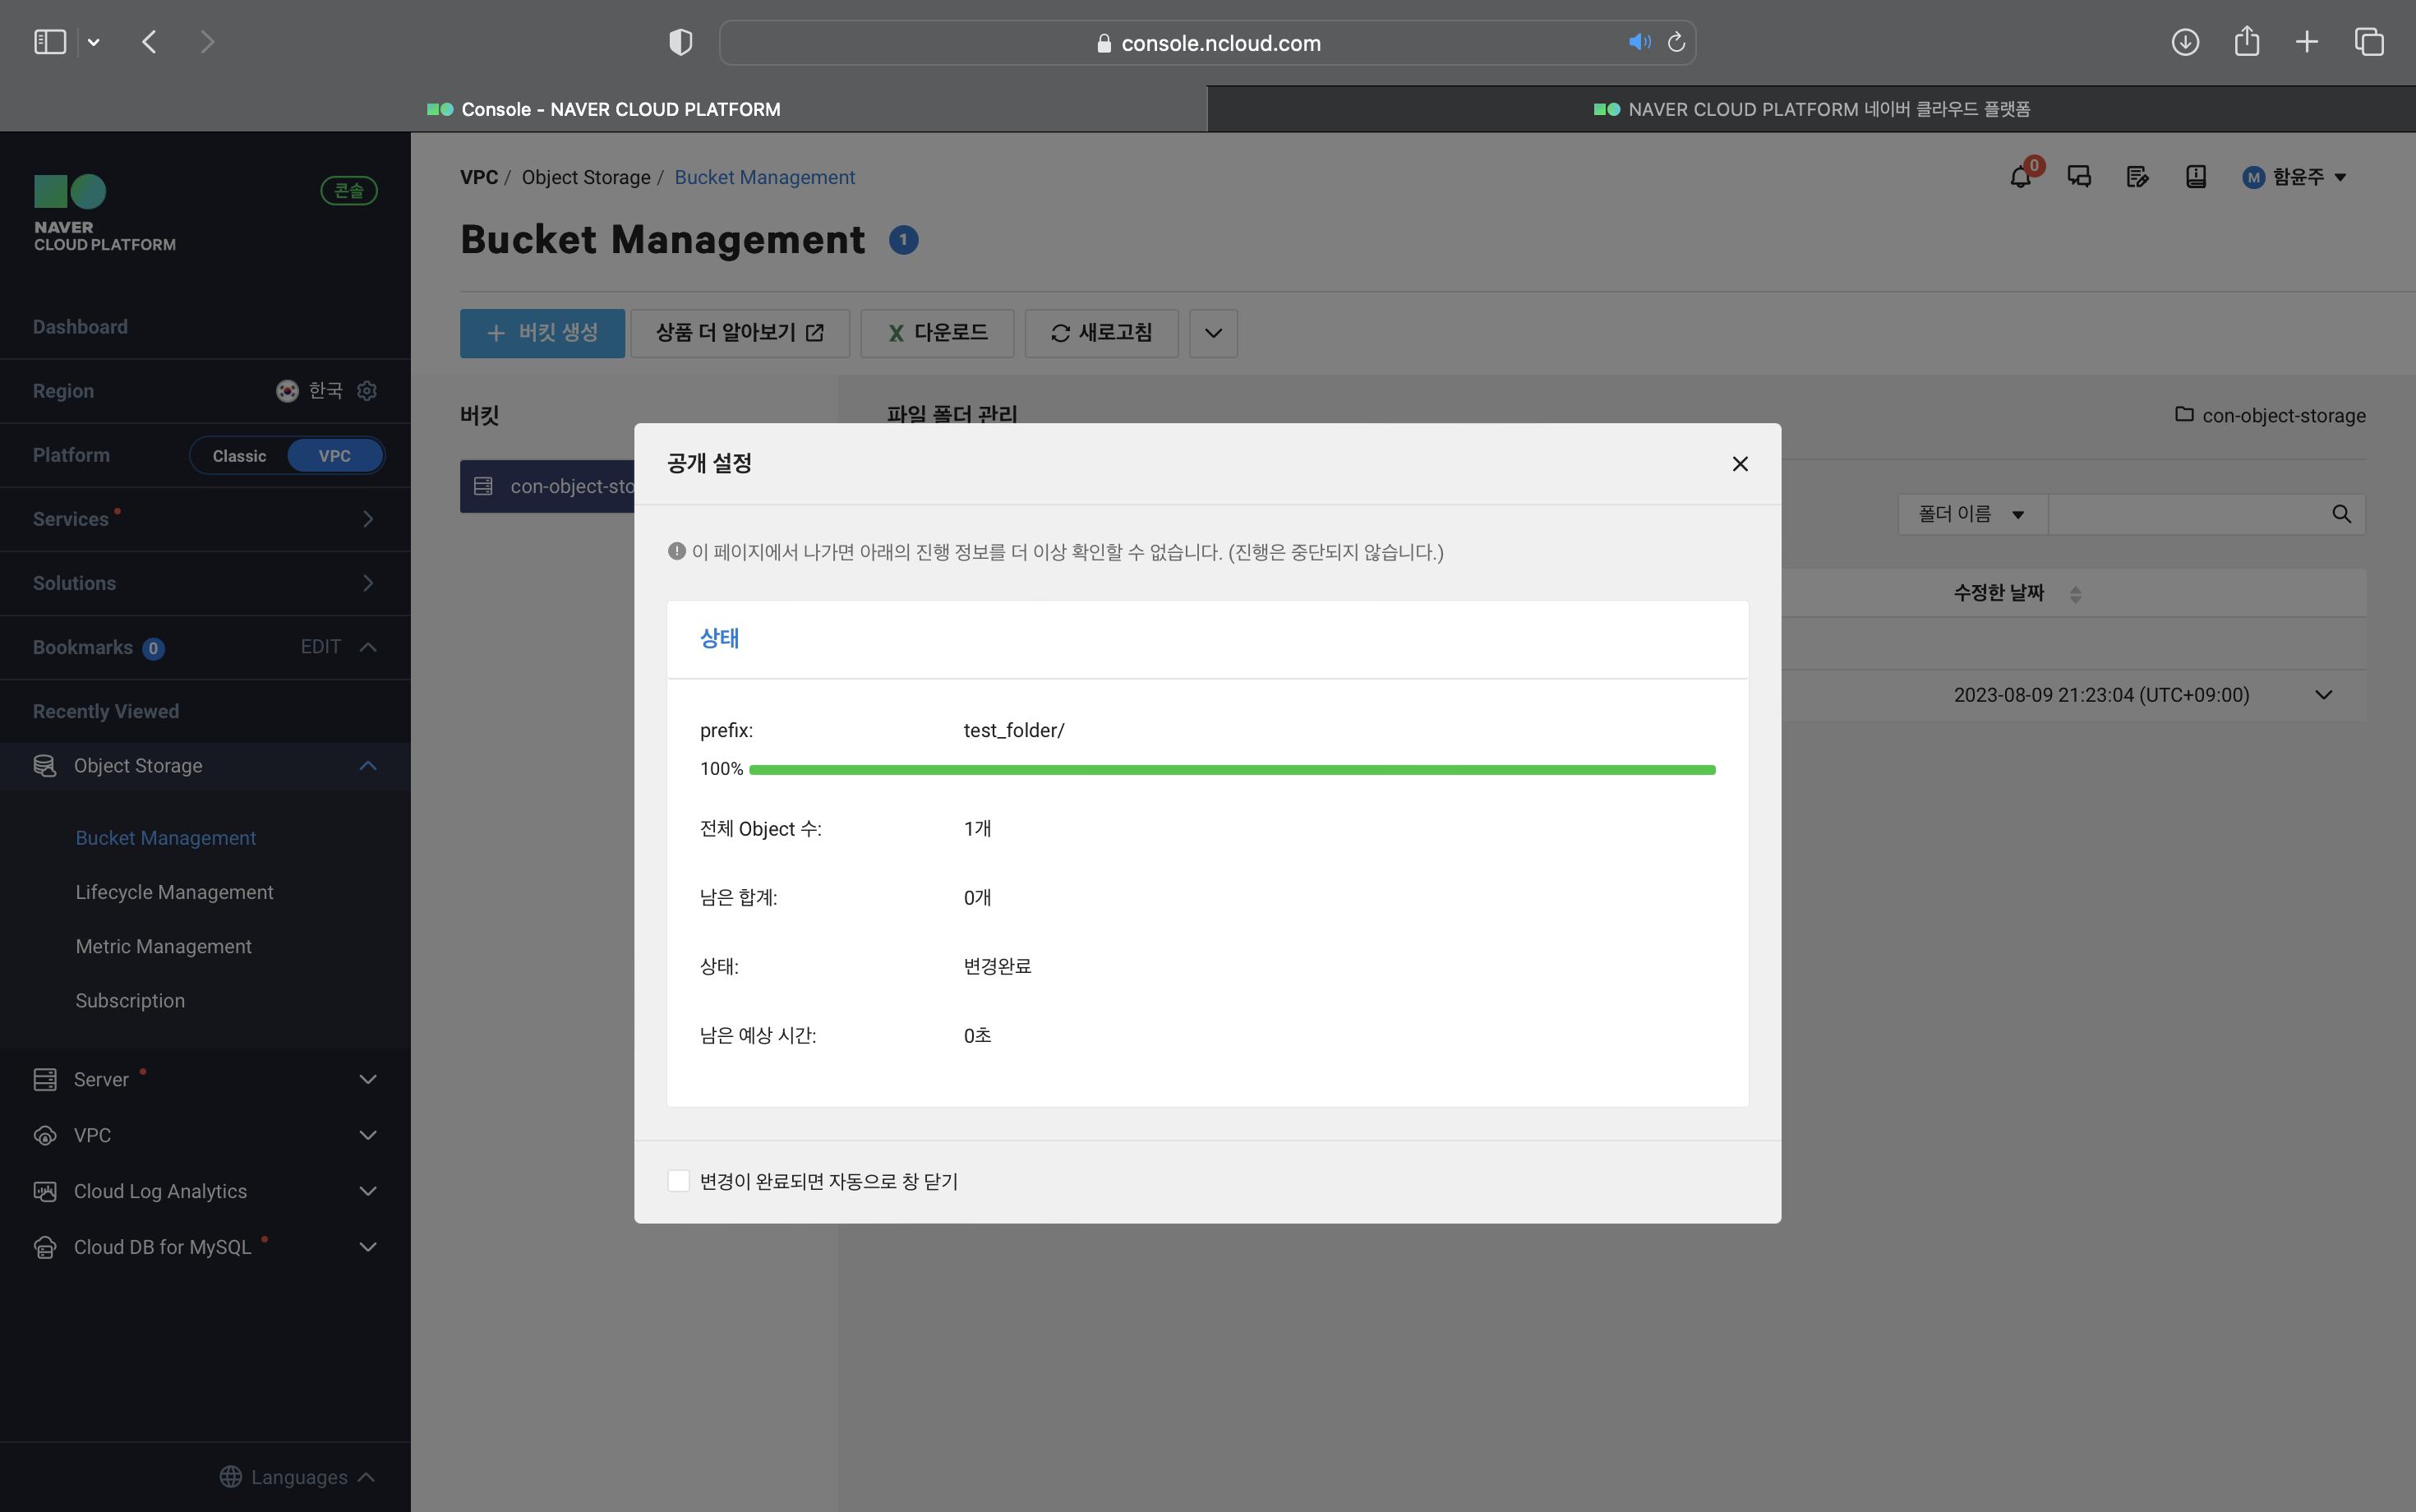 console.ncloud.com
Console - NAVER CLOUD PLATFORM
NAVER CLOUD PLATFORM 네이버 클라우드 플랫폼
NAVER
CLOUD PLATFORM
콘솔
Dashboard
Region 한국
Platform Classic VPC
Services
Solutions
Bookmarks 0 EDIT
Recently Viewed
Object Storage
Bucket Management
Lifecycle Management
Metric Management
Subscription
Server
VPC
Cloud Log Analytics
Cloud DB for MySQL
Languages
VPC / Object Storage / Bucket Management
0
M 함윤주
Bucket Management 1
버킷 생성
상품 더 알아보기
X 다운로드
새로고침
버킷
con-object-sto
파일 폴더 관리
con-object-storage
폴더 이름
수정한 날짜
2023-08-09 21:23:04 (UTC+09:00)
공개 설정
이 페이지에서 나가면 아래의 진행 정보를 더 이상 확인할 수 없습니다. (진행은 중단되지 않습니다.)
상태
prefix: test_folder/
100%
전체 Object 수: 1개
남은 합계: 0개
상태: 변경완료
남은 예상 시간: 0초
변경이 완료되면 자동으로 창 닫기